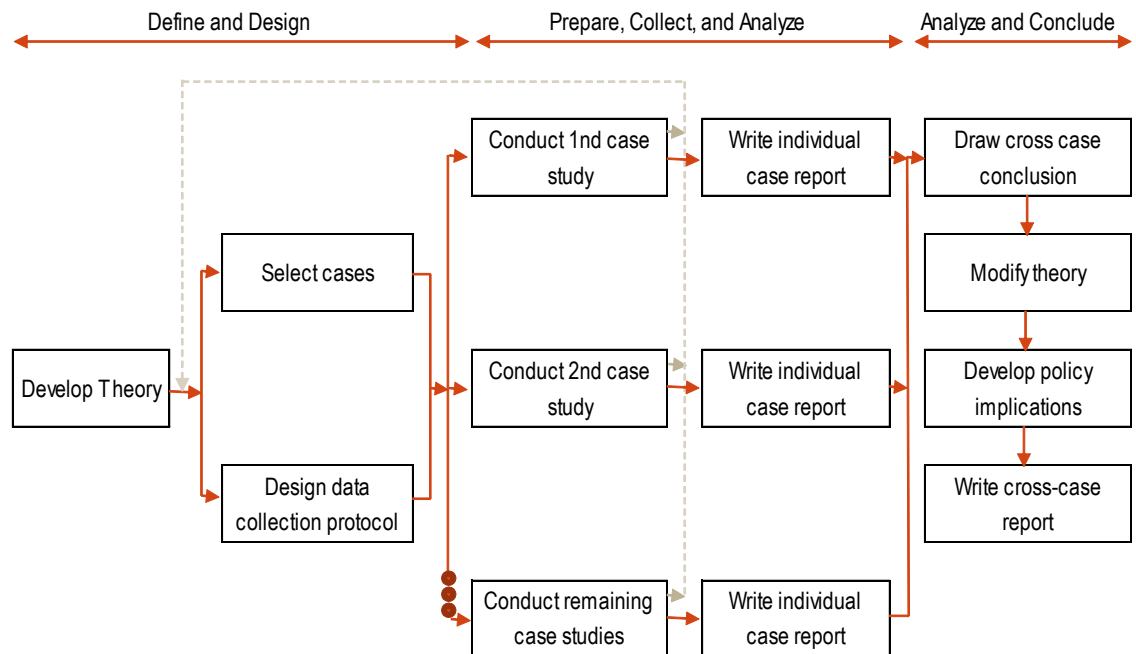 Define and Design
Prepare, Collect, and Analyze
Analyze and Conclude
Conduct 1nd case
study
Write individual
case report
Draw cross case
conclusion
Select cases
Modify theory
Develop Theory
Conduct 2nd case
study
Write individual
case report
Develop policy
implications
Design data
collection protocol
Write cross-case
report
Conduct remaining
case studies
Write individual
case report